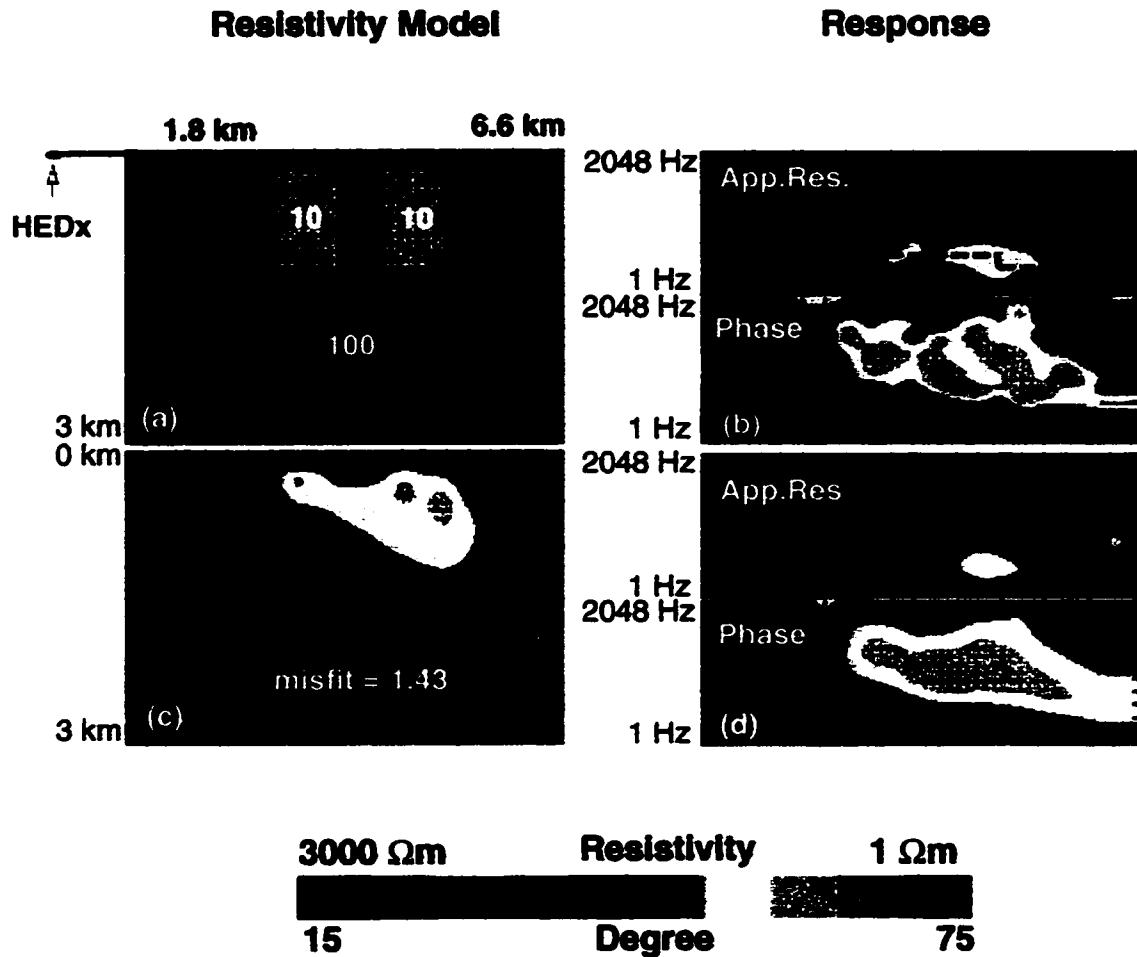 Resistivity Model
Response
1.8 km
6.6 km
HEDx
10
10
100
(a)
3 km
2048 Hz
App.Res.
1 Hz
2048 Hz
Phase
1 Hz
(b)
0 km
misfit = 1.43
(c)
3 km
2048 Hz
App.Res
1 Hz
2048 Hz
Phase
1 Hz
(d)
3000 Ωm
Resistivity
1 Ωm
15
Degree
75